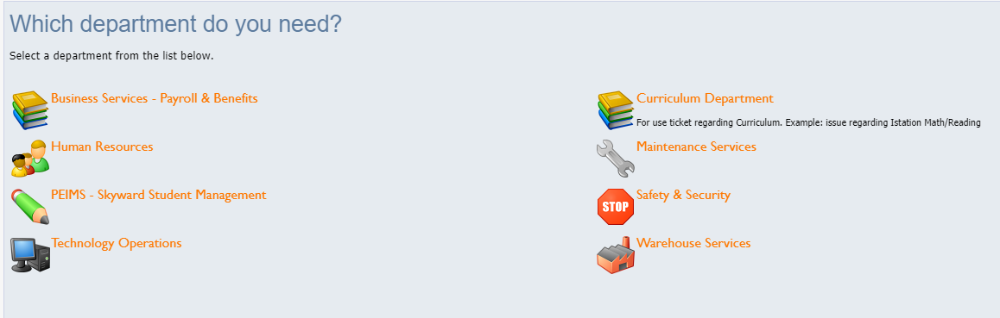 Which department do you need?
Select a department from the list below.
Business Services - Payroll & Benefits
Curriculum Department
For use ticket regarding Curriculum. Example: issue regarding Istation Math/Reading
Human Resources
Maintenance Services
PEIMS - Skyward Student Management
Safety & Security
STOP
Technology Operations
Warehouse Services